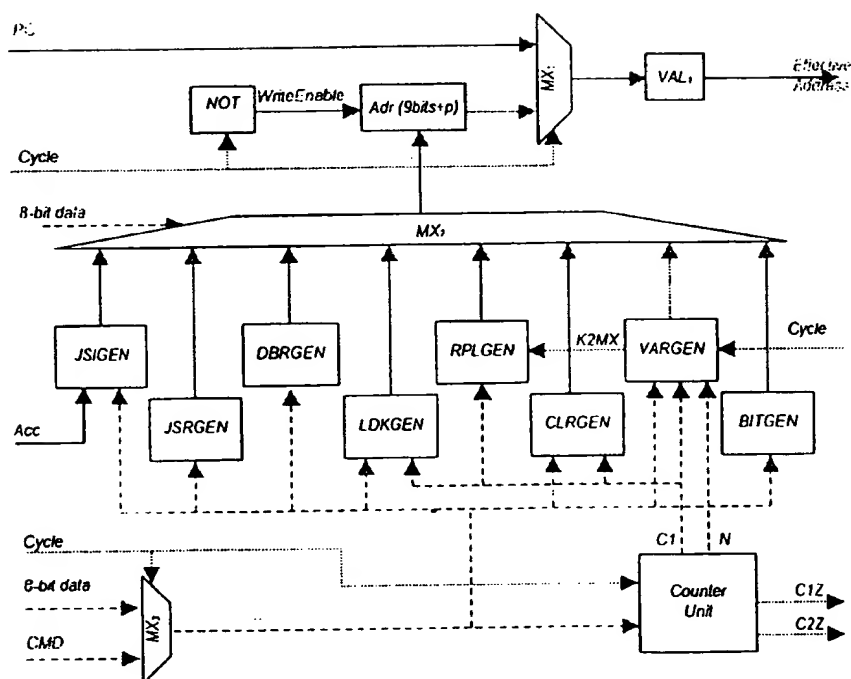 PC
MX₁
VAL₁
Effective
Address
NOT
WriteEnable
Adr (9bits+p)
Cycle
8-bit data
MX₂
JSIGEN
DBRGEN
RPLGEN
K2MX
VARGEN
Cycle
JSRGEN
LDKGEN
CLRGEN
BITGEN
Acc
Cycle
C1
N
8-bit data
MX₃
CMD
Counter
Unit
C1Z
C2Z